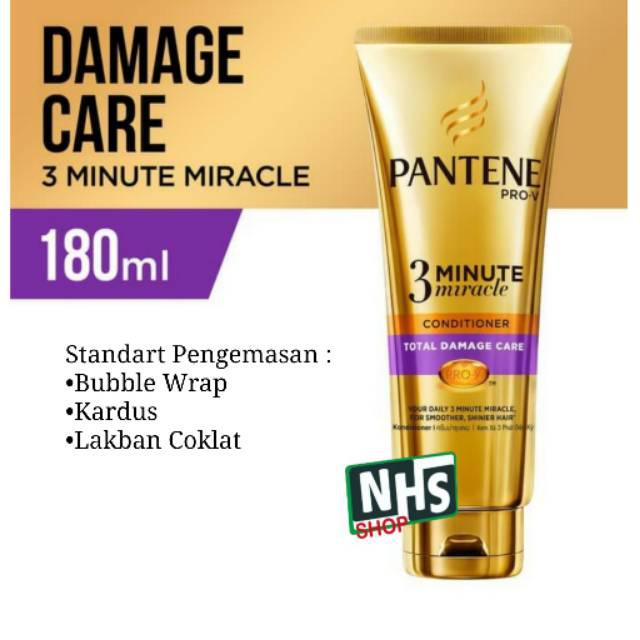 DAMAGE
CARE
3 MINUTE MIRACLE
180ml
Standart Pengemasan :
•Bubble Wrap
•Kardus
•Lakban Coklat
PANTENE
PRO-V
3 MINUTE
miracle
CONDITIONER
TOTAL DAMAGE CARE
PRO-V
YOUR DAILY 3 MINUTE MIRACLE,
FOR SMOOTHER, SHINIER HAIR*
NHS
SHOP